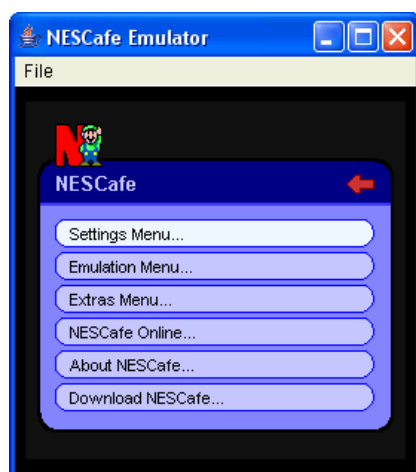 NESCafe Emulator
File
N
NESCafe
Settings Menu...
Emulation Menu...
Extras Menu...
NESCafe Online...
About NESCafe...
Download NESCafe...